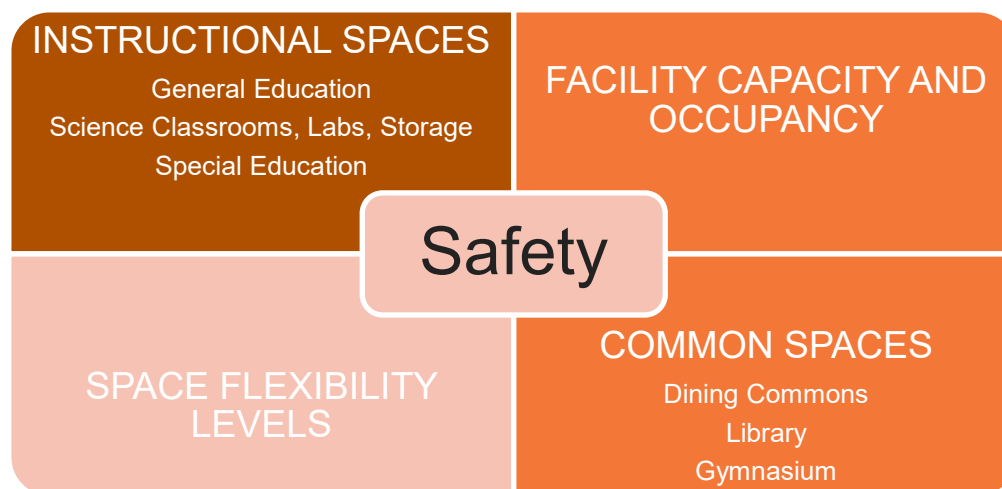 INSTRUCTIONAL SPACES
General Education
Science Classrooms, Labs, Storage
Special Education
FACILITY CAPACITY AND
OCCUPANCY
Safety
SPACE FLEXIBILITY
LEVELS
COMMON SPACES
Dining Commons
Library
Gymnasium